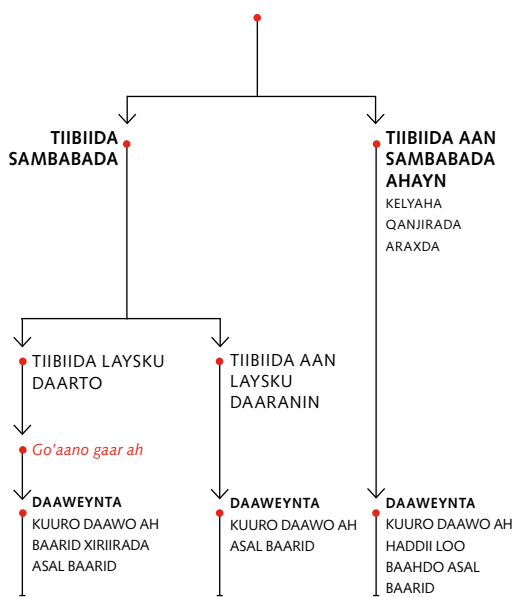 TIIBIIDA
SAMBABADA
TIIBIIDA AAN
SAMBABADA
AHAYN
KELYAHA
QANJIRADA
ARAXDA
TIIBIIDA LAYSKU
DAARTO
TIIBIIDA AAN
LAYSKU
DAARANIN
Go'aano gaar ah
DAAWEYNTA
KUURO DAAWO AH
BAARID XIRIIRADA
ASAL BAARID
DAAWEYNTA
KUURO DAAWO AH
ASAL BAARID
DAAWEYNTA
KUURO DAAWO AH
HADDII LOO
BAAHDO ASAL
BAARID